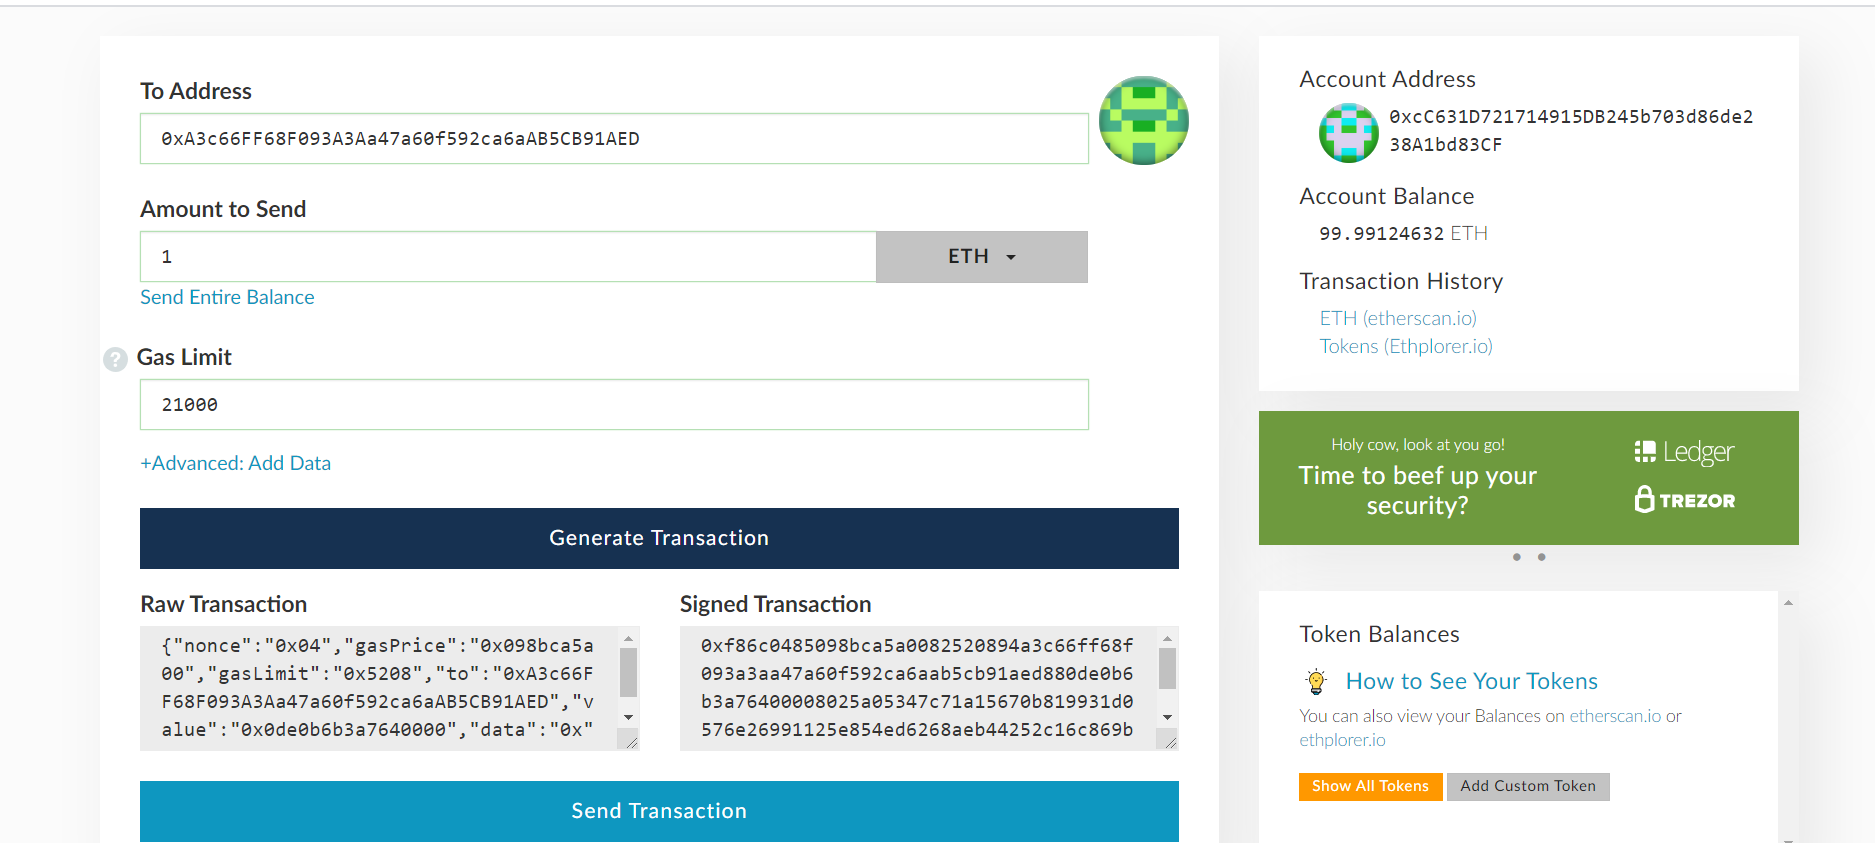 To Address
0xA3c66FF68F093A3Aa47a60f592ca6aAB5CB91AED
Amount to Send
1
ETH
Send Entire Balance
? Gas Limit
21000
+Advanced: Add Data
Generate Transaction
Raw Transaction
{"nonce":"0x04","gasPrice":"0x098bca5a
00","gasLimit":"0x5208","to":"0xA3c66F
F68F093A3Aa47a60f592ca6aAB5CB91AED","v
alue":"0x0de0b6b3a7640000","data":"0x"
Signed Transaction
0xf86c0485098bca5a0082520894a3c66ff68f
093a3aa47a60f592ca6aab5cb91aed880de0b6
b3a76400008025a05347c71a15670b819931d0
576e26991125e854ed6268aeb44252c16c869b
Send Transaction
Account Address
0xcC631D721714915DB245b703d86de2
38A1bd83CF
Account Balance
99.99124632 ETH
Transaction History
ETH (etherscan.io)
Tokens (Ethplorer.io)
Holy cow, look at you go!
Time to beef up your
security?
Ledger
TREZOR
Token Balances
How to See Your Tokens
You can also view your Balances on etherscan.io or
ethplorer.io
Show All Tokens
Add Custom Token